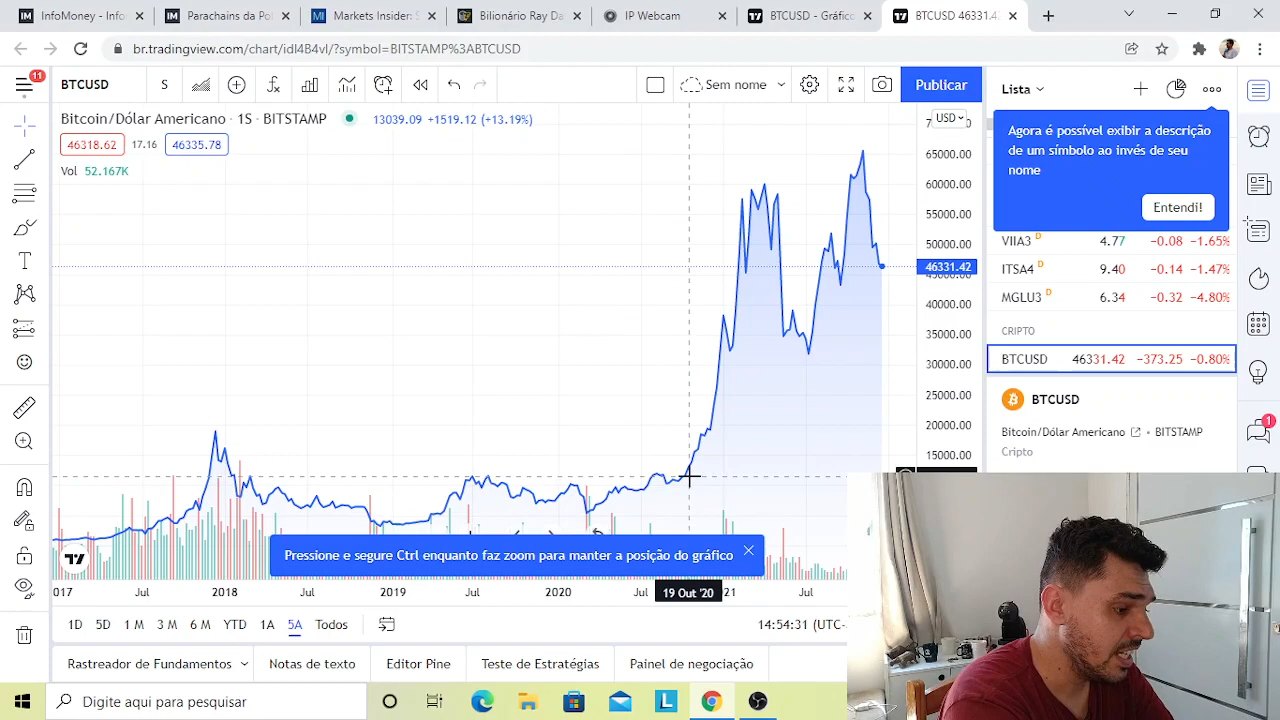 InfoMoney - Info
Panchains da Po
Markets Insider: S
Bilionário Ray Da
IP Webcam
BTCUSD - Gráfico
BTCUSD 46331.42
br.tradingview.com/chart/idl4B4vl/?symbol=BITSTAMP%3ABTCUSD
11
BTCUSD
S
Sem nome
Publicar
Lista
Bitcoin/Dólar Americano · 1S · BITSTAMP
13039.09 +1519.12 (+13.19%)
USD
46318.62
17.16
46335.78
Vol 52.167K
Agora é possível exibir a descrição
de um símbolo ao invés de seu
nome
Entendi!
65000.00
60000.00
55000.00
50000.00
46331.42
45000.00
40000.00
35000.00
30000.00
25000.00
20000.00
15000.00
VIIA3 D 4.77 −0.08 −1.65%
ITSA4 D 9.40 −0.14 −1.47%
MGLU3 D 6.34 −0.32 −4.80%
CRIPTO
BTCUSD 46331.42 −373.25 −0.80%
BTCUSD
Bitcoin/Dólar Americano • BITSTAMP
Cripto
1
Pressione e segure Ctrl enquanto faz zoom para manter a posição do gráfico
017 Jul 2018 Jul 2019 Jul 2020 Jul 19 Out '20 21 Jul
1D 5D 1 M 3 M 6 M YTD 1A 5A Todos
14:54:31 (UTC-
Rastreador de Fundamentos
Notas de texto
Editor Pine
Teste de Estratégias
Painel de negociação
Digite aqui para pesquisar
L